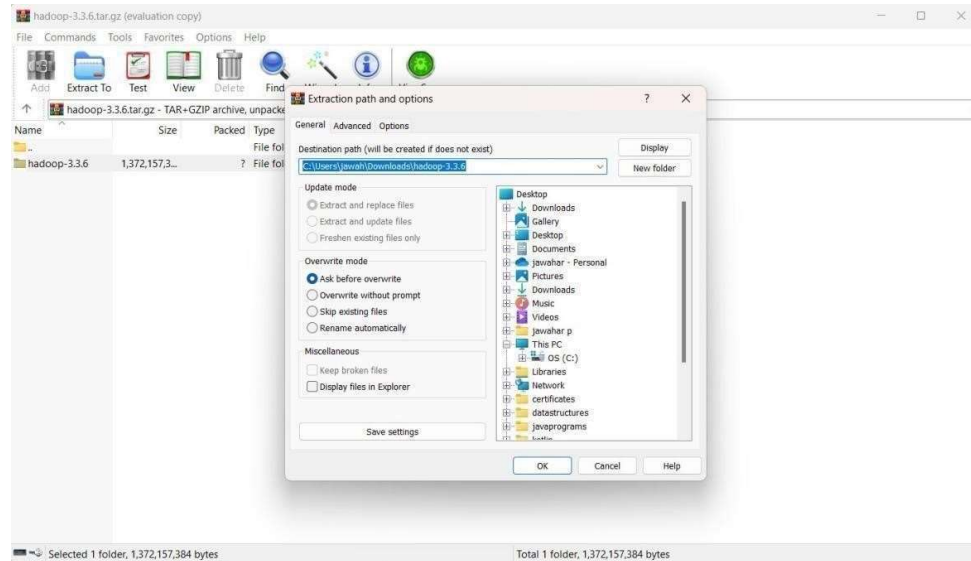 hadoop-3.3.6.tar.gz (evaluation copy)
File Commands Tools Favorites Options Help
Add Extract To Test View Delete Find
hadoop-3.3.6.tar.gz - TAR+GZIP archive, unpacke
Name Size Packed Type
.. File fol
hadoop-3.3.6 1,372,157,3... ? File fol
Extraction path and options ?
General Advanced Options
Destination path (will be created if does not exist)
C:\Users\jawah\Downloads\hadoop-3.3.6
Display
New folder
Update mode
Extract and replace files
Extract and update files
Freshen existing files only
Overwrite mode
Ask before overwrite
Overwrite without prompt
Skip existing files
Rename automatically
Miscellaneous
Keep broken files
Display files in Explorer
Save settings
Desktop
Downloads
Gallery
Desktop
Documents
jawahar - Personal
Pictures
Downloads
Music
Videos
jawahar p
This PC
OS (C:)
Libraries
Network
certificates
datastructures
javaprograms
OK Cancel Help
Selected 1 folder, 1,372,157,384 bytes
Total 1 folder, 1,372,157,384 bytes